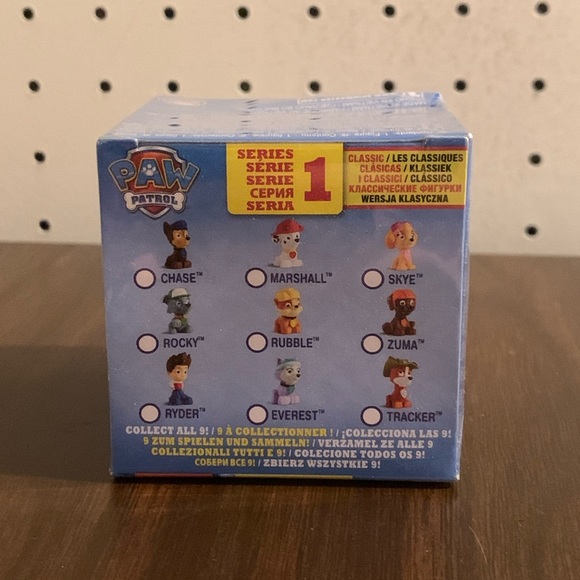 PAW
PATROL
SERIES
SÉRIE
SERIE
СЕРИЯ
SERIA
1
CLASSIC / LES CLASSIQUES
CLÁSICAS / KLASSIEK
I CLASSICI / CLÁSSICO
КЛАССИЧЕСКИЕ ФИГУРКИ
WERSJA KLASYCZNA
CHASE™ MARSHALL™ SKYE™
ROCKY™ RUBBLE™ ZUMA™
RYDER™ EVEREST™ TRACKER™
COLLECT ALL 9! / 9 À COLLECTIONNER ! / ¡COLECCIONA LAS 9!
9 ZUM SPIELEN UND SAMMELN! / VERZAMEL ZE ALLE 9
COLLEZIONALI TUTTI E 9! / COLECIONE TODOS OS 9!
СОБЕРИ ВСЕ 9! / ZBIERZ WSZYSTKIE 9!